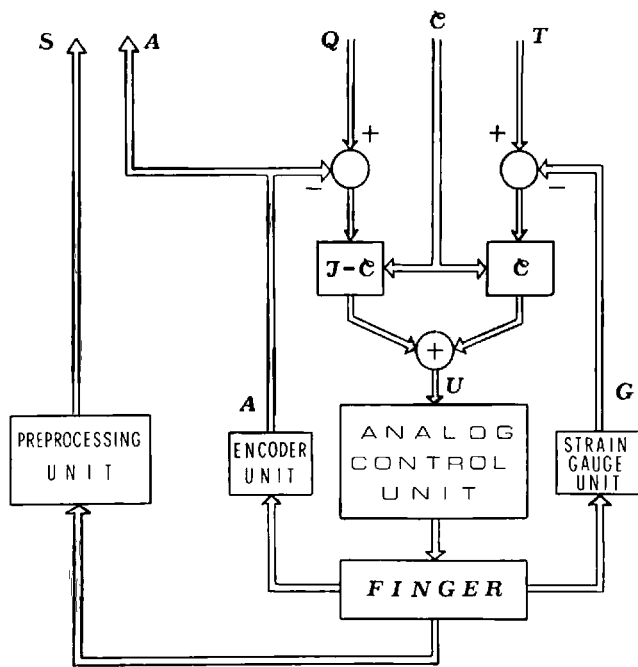 S A Q 𝕮 T
+ +
− −
J-𝕮 𝕮
+
U
A G
PREPROCESSING
UNIT
ENCODER
UNIT
ANALOG
CONTROL
UNIT
STRAIN
GAUGE
UNIT
FINGER